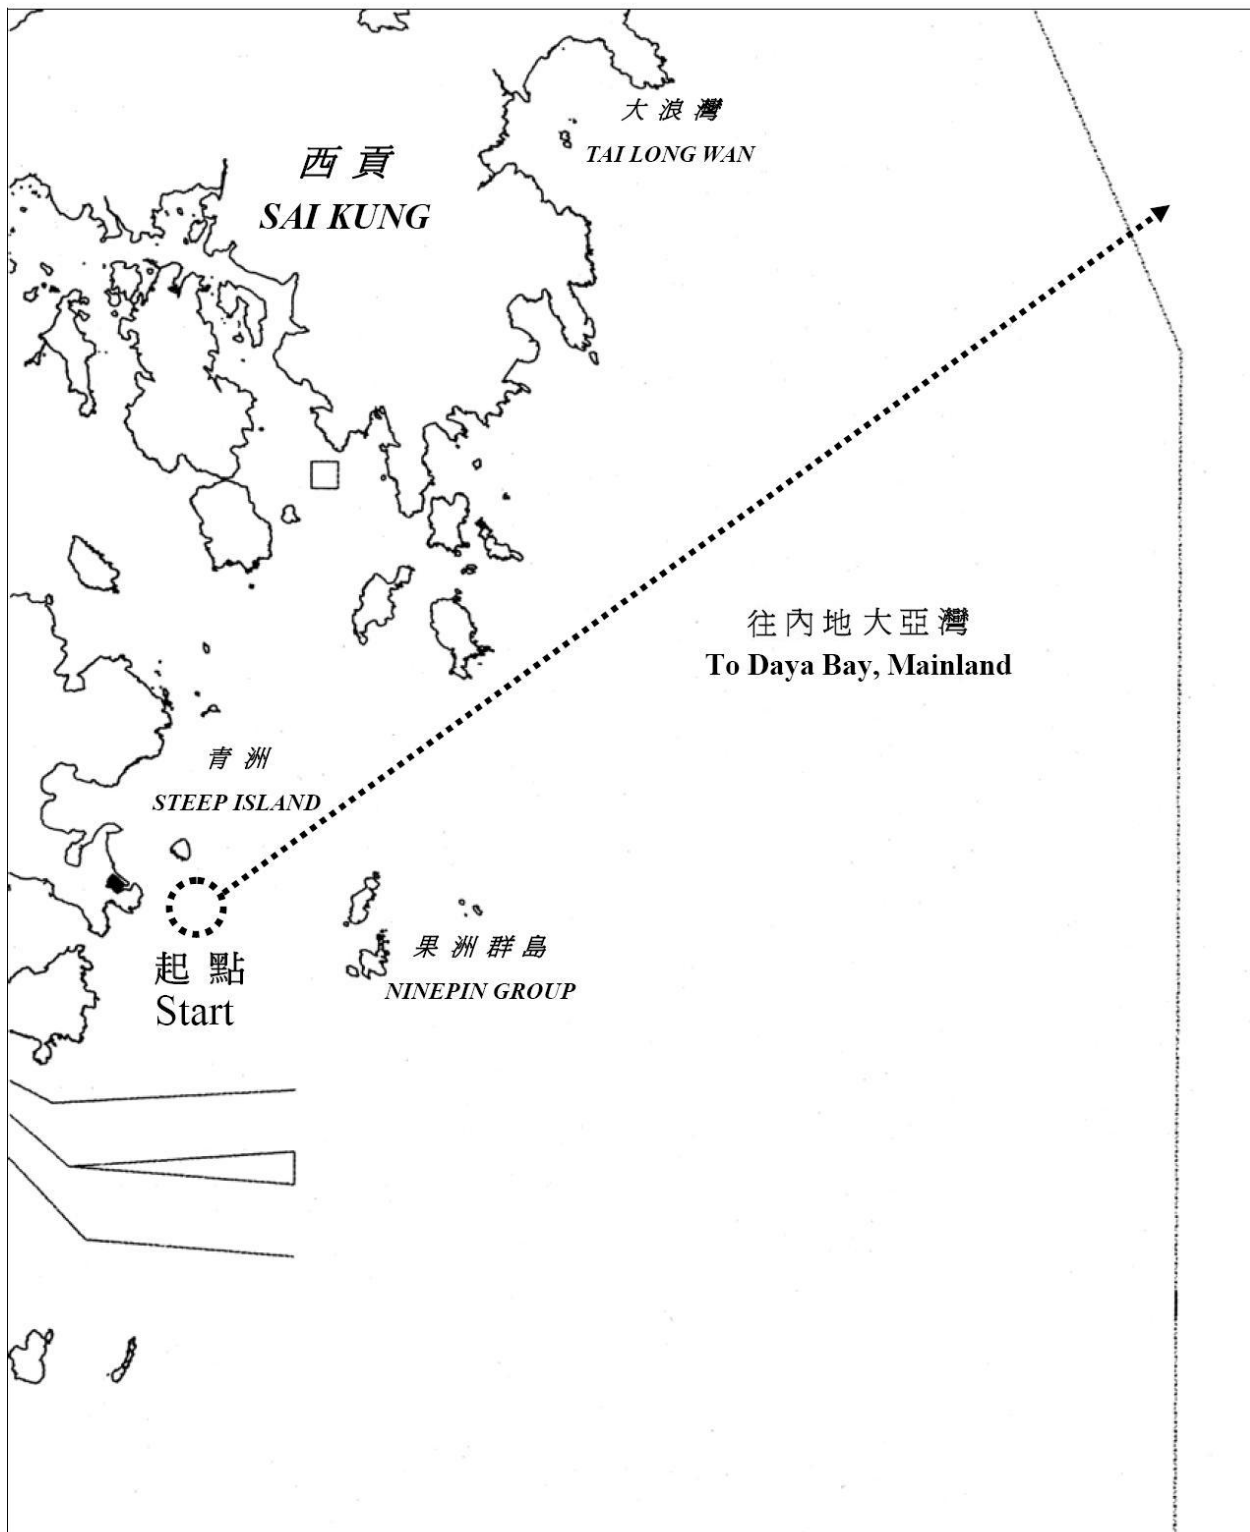 大浪灣
TAI LONG WAN
西貢
SAI KUNG
往內地大亞灣
To Daya Bay, Mainland
青洲
STEEP ISLAND
果洲群島
NINEPIN GROUP
起點
Start